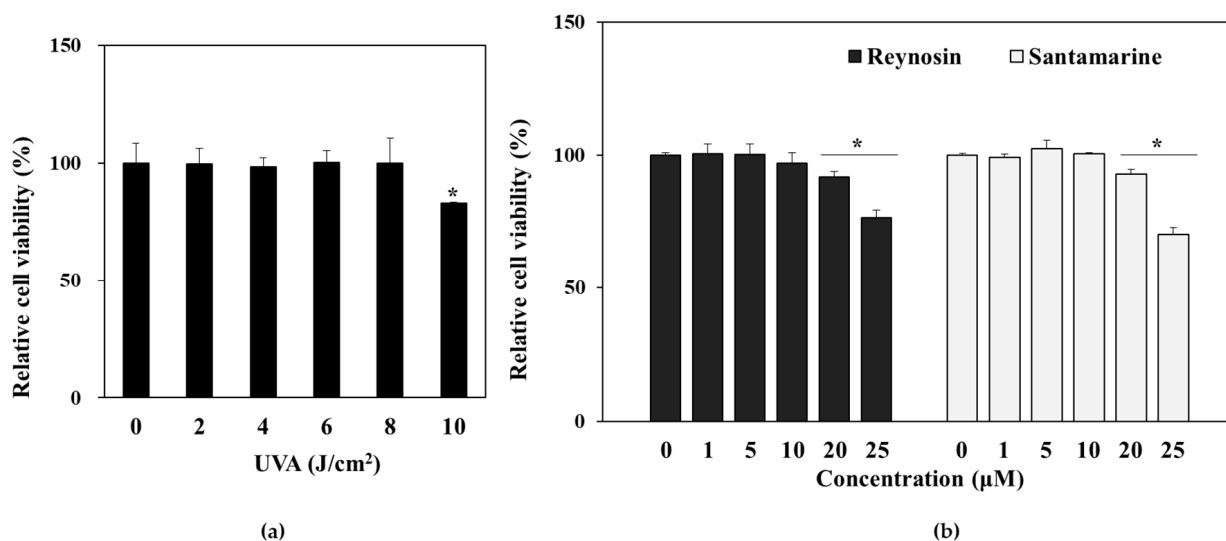 150
100
50
0
Relative cell viability (%)
*
0 2 4 6 8 10
UVA (J/cm²)
(a)
150
100
50
0
Relative cell viability (%)
Reynosin Santamarine
* *
0 1 5 10 20 25 0 1 5 10 20 25
Concentration (µM)
(b)